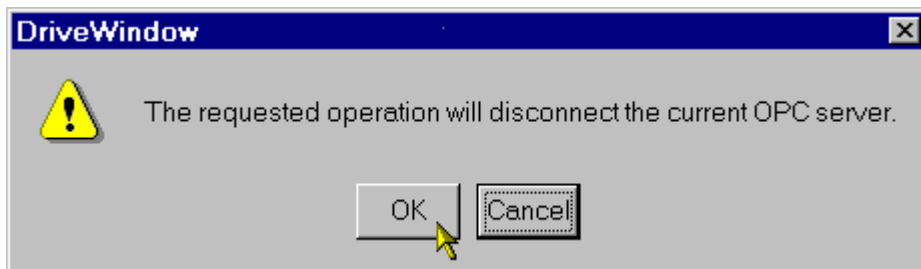 DriveWindow
The requested operation will disconnect the current OPC server.
OK Cancel